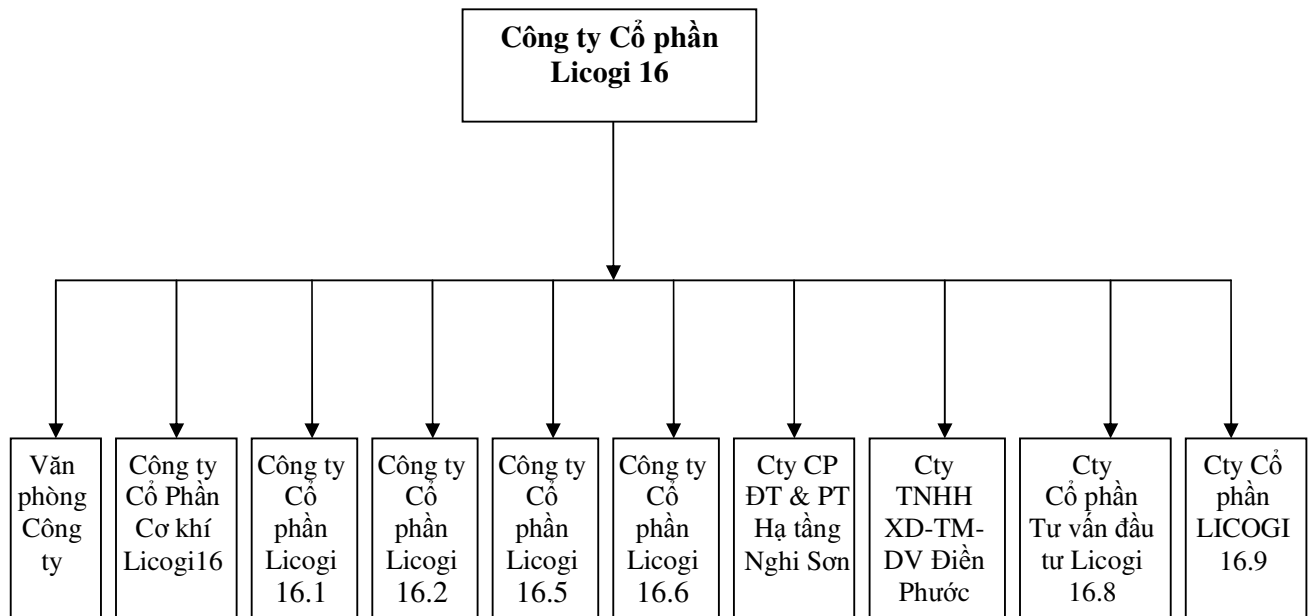 Công ty Cổ phần
Licogi 16
Văn
phòng
Công
ty
Công ty
Cổ Phần
Cơ khí
Licogi16
Công ty
Cổ
phần
Licogi
16.1
Công ty
Cổ
phần
Licogi
16.2
Công ty
Cổ
phần
Licogi
16.5
Công ty
Cổ
phần
Licogi
16.6
Cty CP
ĐT & PT
Hạ tầng
Nghi Sơn
Cty
TNHH
XD-TM-
DV Điền
Phước
Cty
Cổ phần
Tư vấn đầu
tư Licogi
16.8
Cty Cổ
phần
LICOGI
16.9